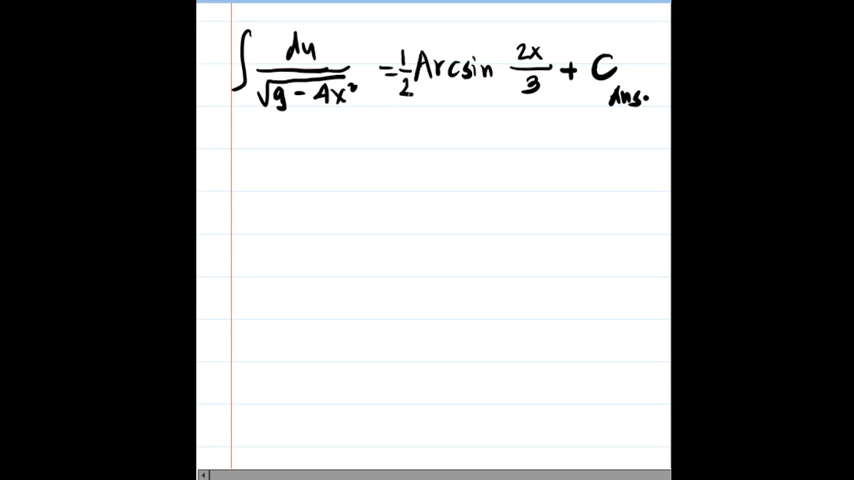 ∫ du/√(9 - 4x²) = 1/2 Arcsin 2x/3 + C
Ans.